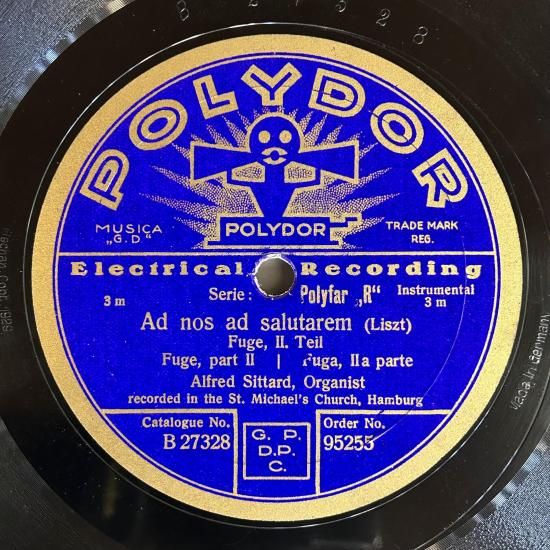 B 27328
POLYDOR
POLYDOR
MUSICA
„G.D“
TRADE MARK
REG.
Electrical Recording
3 m
Serie: Polyfar „R“
Instrumental
3 m
Ad nos ad salutarem (Liszt)
Fuge, II. Teil
Fuge, part II | Fuga, IIa parte
Alfred Sittard, Organist
recorded in the St. Michael's Church, Hamburg
Catalogue No.
B 27328
G. P.
D.P.
C.
Order No.
95255
Made in Germany